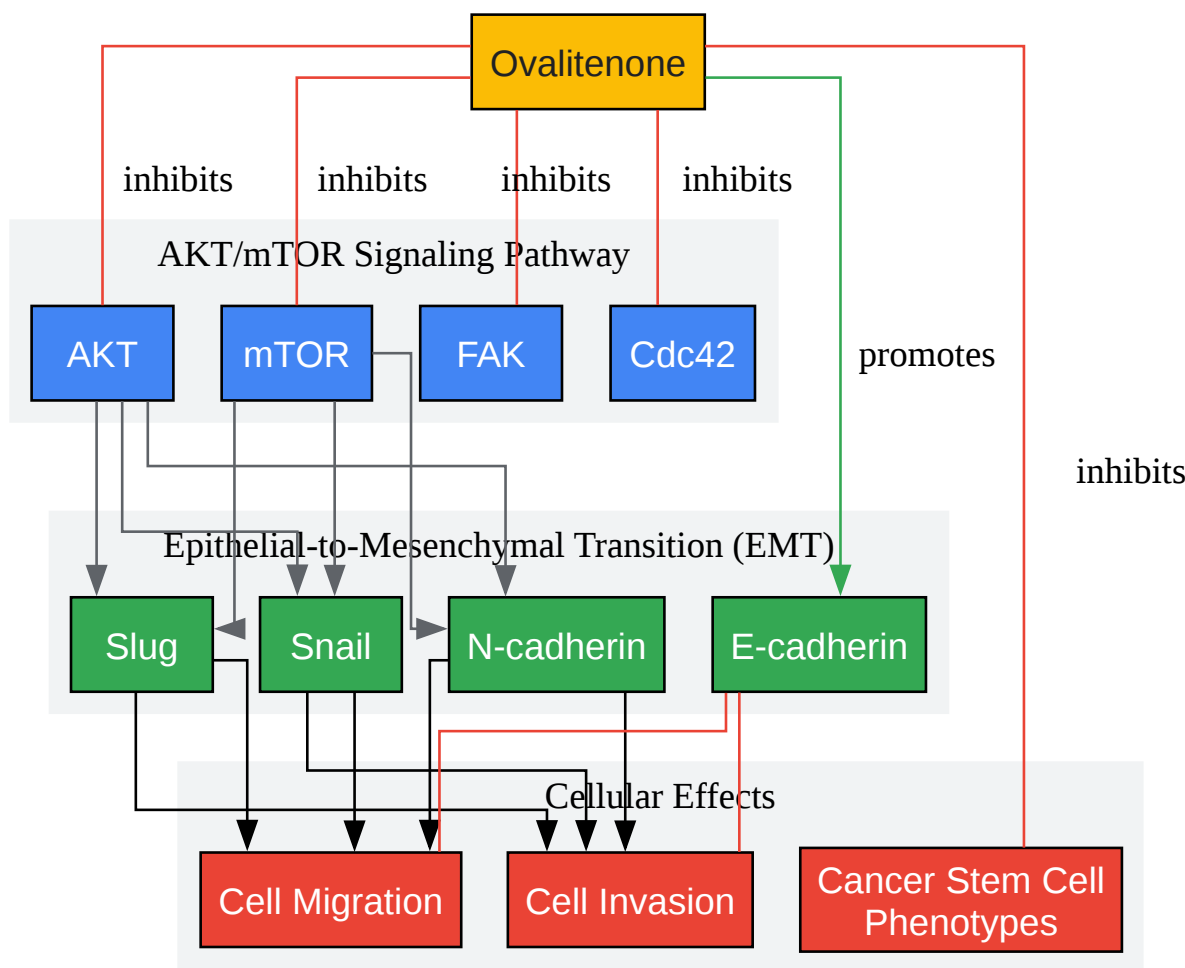 Ovalitenone
inhibits
inhibits
inhibits
inhibits
AKT/mTOR Signaling Pathway
AKT
mTOR
FAK
Cdc42
promotes
inhibits
Epithelial-to-Mesenchymal Transition (EMT)
Slug
Snail
N-cadherin
E-cadherin
Cellular Effects
Cell Migration
Cell Invasion
Cancer Stem Cell
Phenotypes